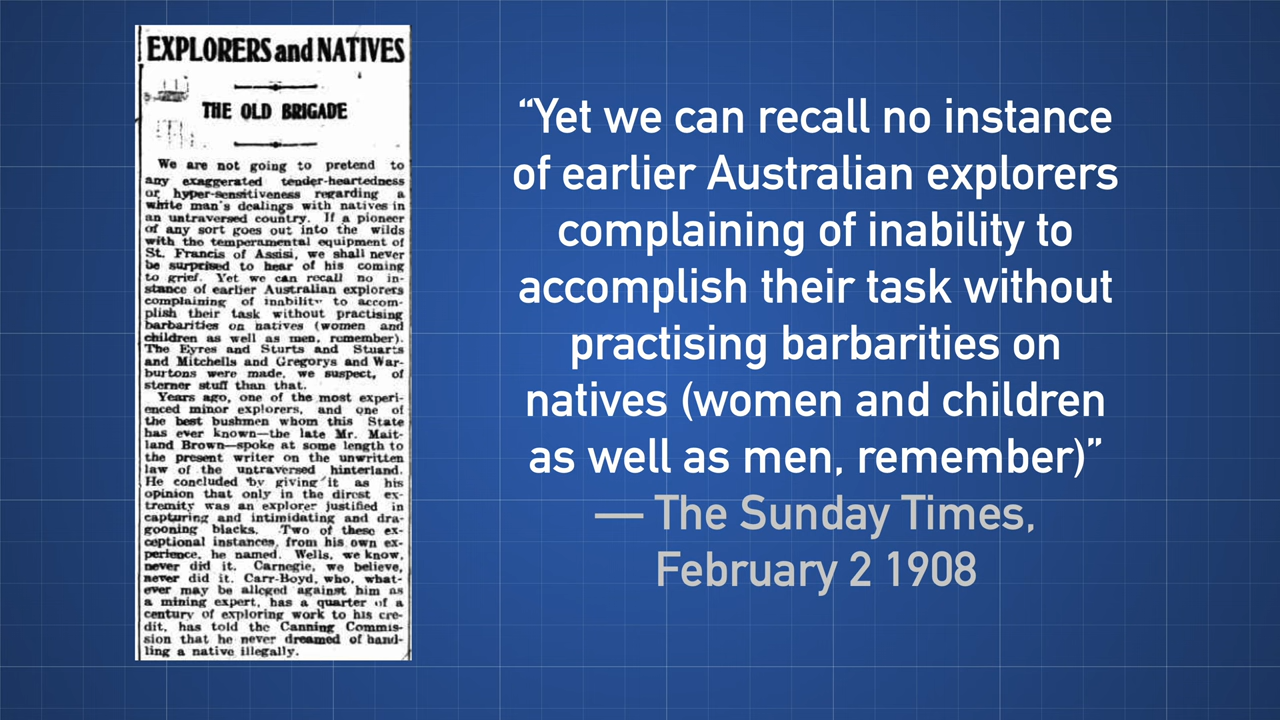 EXPLORERS and NATIVES
THE OLD BRIGADE
We are not going to pretend to
any exaggerated tender-heartedness
or hyper-sensitiveness regarding a
white man's dealings with natives in
an untraversed country. If a pioneer
of any sort goes out into the wilds
with the temperamental equipment of
St. Francis of Assisi, we shall never
be surprised to hear of his coming
to grief. Yet we can recall no in-
stance of earlier Australian explorers
complaining of inability to accom-
plish their task without practising
barbarities on natives (women and
children as well as men, remember).
The Eyres and Sturts and Stuarts
and Mitchells and Gregorys and War-
burtons were made, we suspect, of
sterner stuff than that.
Years ago, one of the most experi-
enced minor explorers, and one of
the best bushmen whom this State
has ever known—the late Mr. Mait-
land Brown—spoke at some length to
the present writer on the unwritten
law of the untraversed hinterland.
He concluded by giving it as his
opinion that only in the direst ex-
tremity was an explorer justified in
capturing and intimidating and dra-
gooning blacks. Two of these ex-
ceptional instances, from his own ex-
perience, he named. Wells, we know,
never did it. Carnegie, we believe,
never did it. Carr-Boyd, who, what-
ever may be alleged against him as
a mining expert, has a quarter of a
century of exploring work to his cre-
dit, has told the Canning Commis-
sion that he never dreamed of hand-
ling a native illegally.
“Yet we can recall no instance
of earlier Australian explorers
complaining of inability to
accomplish their task without
practising barbarities on
natives (women and children
as well as men, remember)”
— The Sunday Times,
February 2 1908